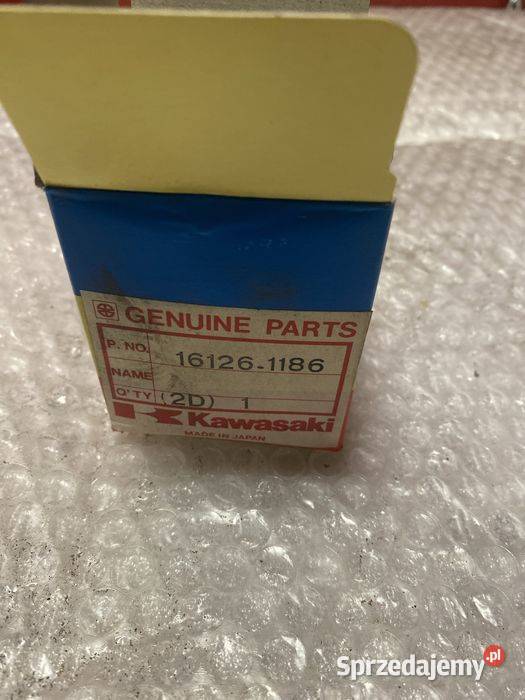 GENUINE PARTS
P. NO. 16126-1186
NAME
Q'TY (2D) 1
Kawasaki
MADE IN JAPAN
Sprzedajemy.pl